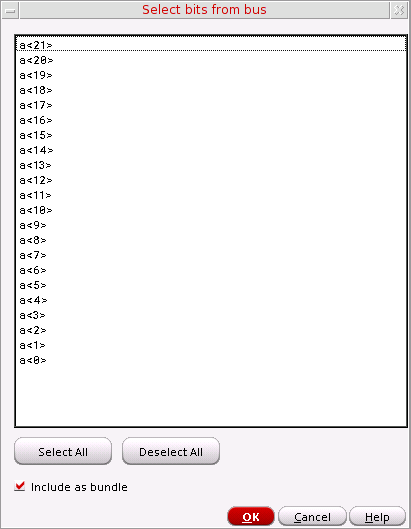 Select bits from bus
a<21>
a<20>
a<19>
a<18>
a<17>
a<16>
a<15>
a<14>
a<13>
a<12>
a<11>
a<10>
a<9>
a<8>
a<7>
a<6>
a<5>
a<4>
a<3>
a<2>
a<1>
a<0>
Select All Deselect All
Include as bundle
OK Cancel Help